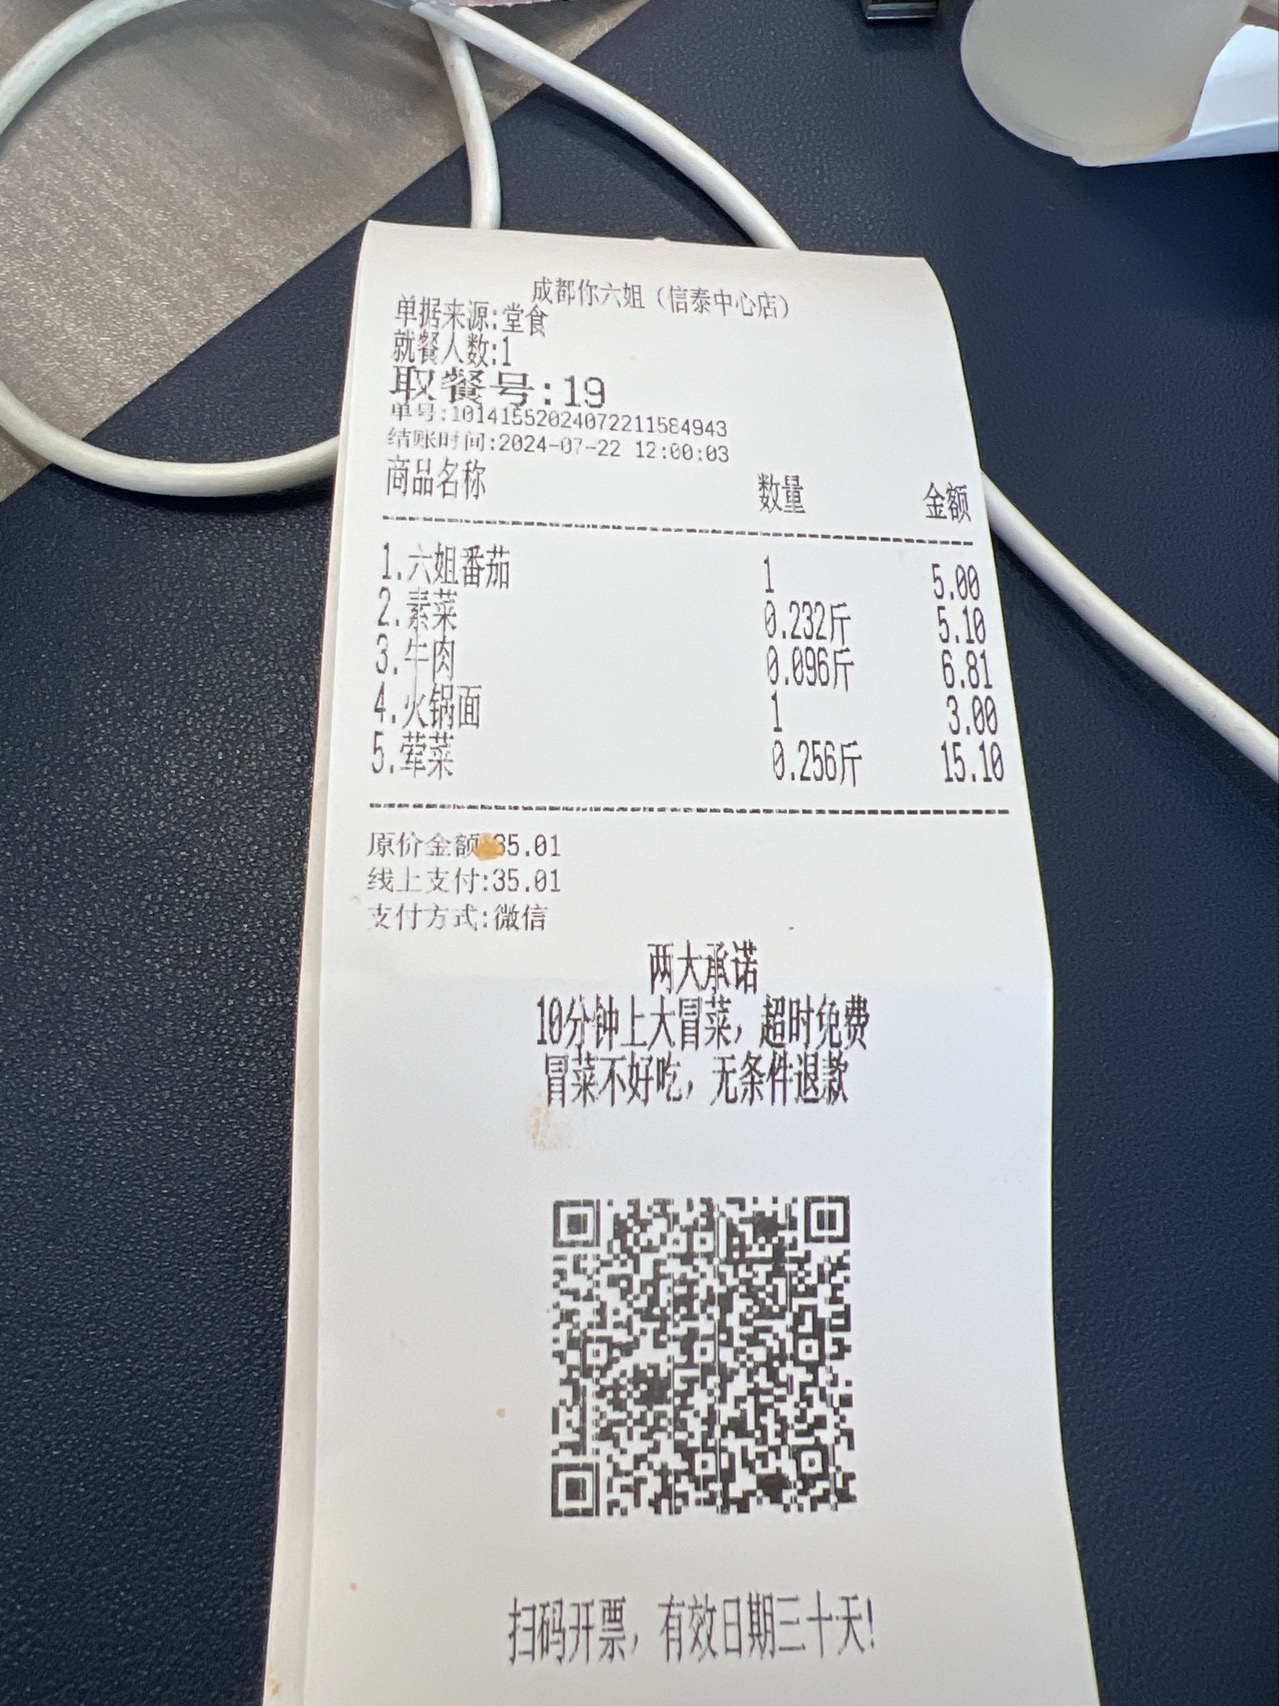 成都你六姐（信泰中心店）
单据来源:堂食
就餐人数:1
取餐号:19
单号:10141552024072211584943
结账时间:2024-07-22 12:00:03
商品名称 数量 金额
1.六姐番茄 1 5.00
2.素菜 0.232斤 5.10
3.牛肉 0.096斤 6.81
4.火锅面 1 3.00
5.荤菜 0.256斤 15.10
原价金额:35.01
线上支付:35.01
支付方式:微信
两大承诺
10分钟上大冒菜，超时免费
冒菜不好吃，无条件退款
扫码开票，有效日期三十天!